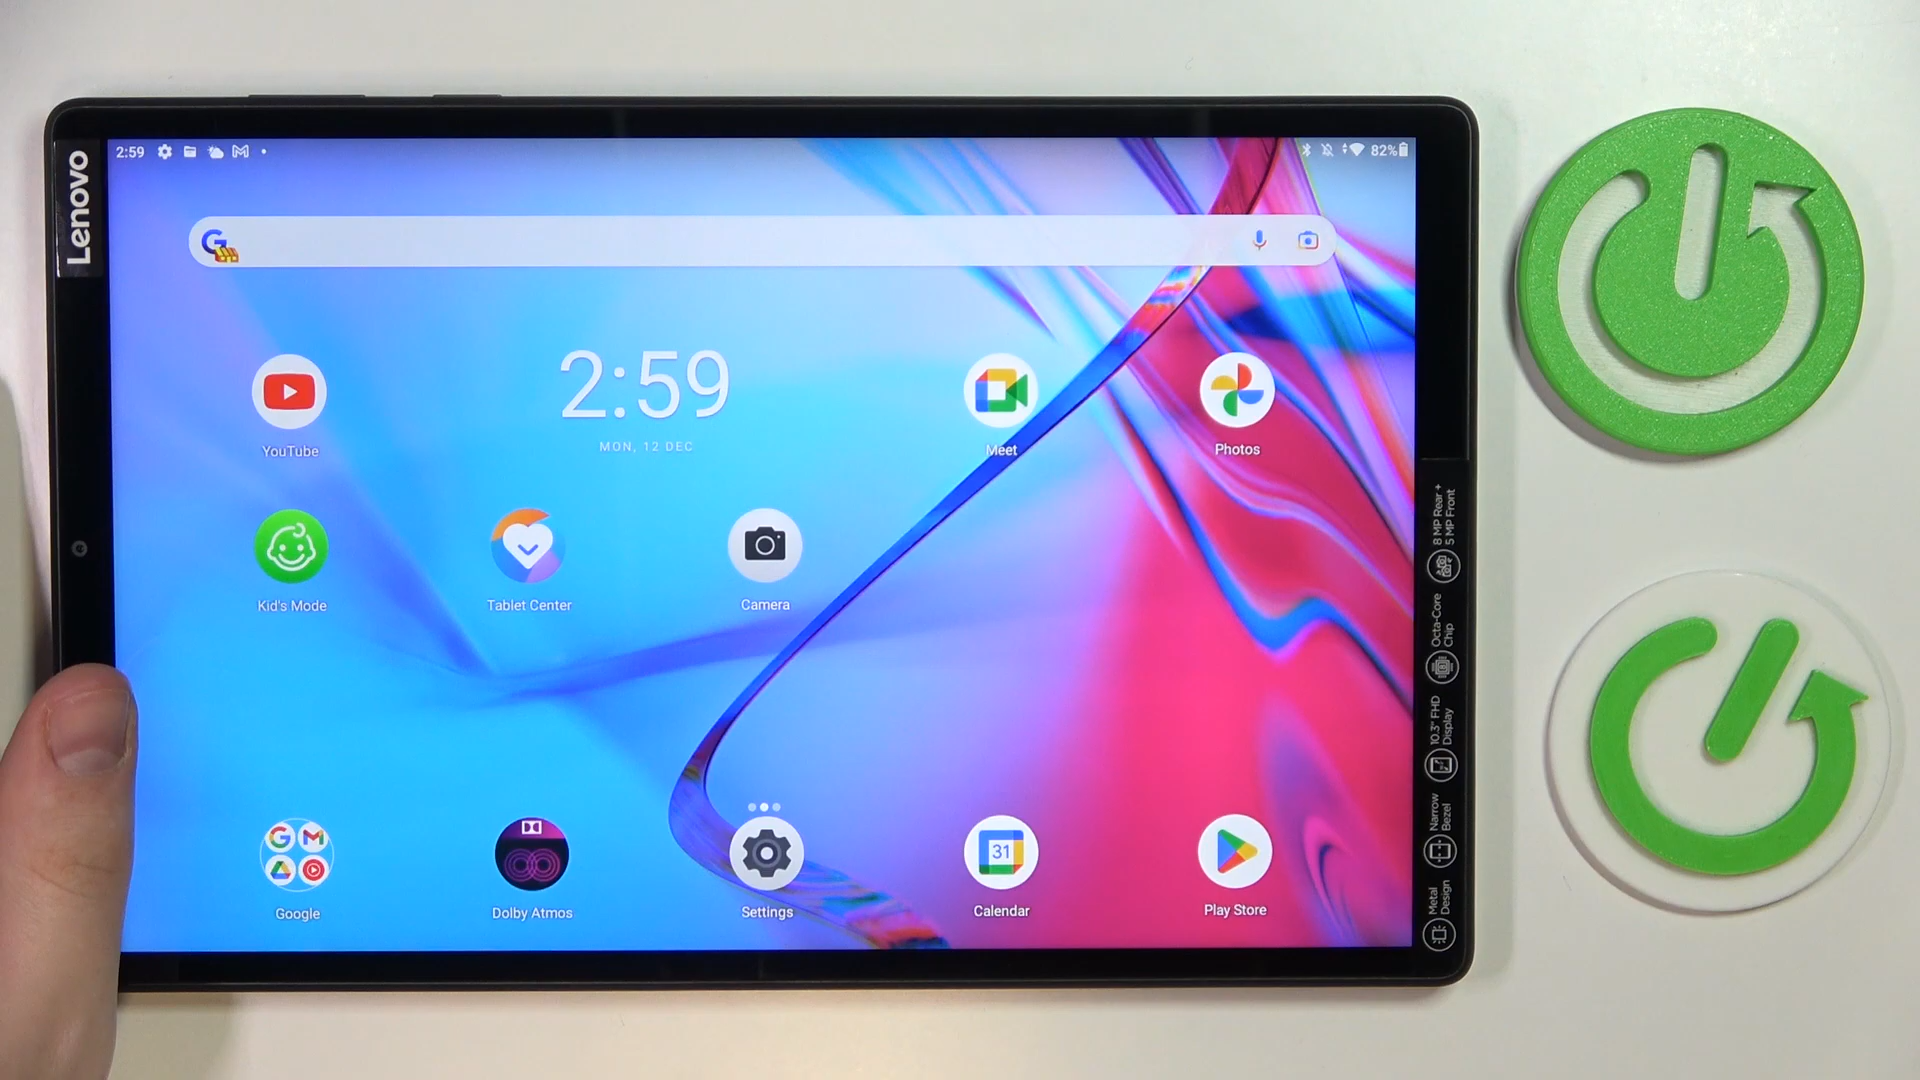 Lenovo
2:59
82%
2:59
MON, 12 DEC
YouTube
Meet
Photos
Kid's Mode
Tablet Center
Camera
31
Google
Dolby Atmos
Settings
Calendar
Play Store
8 MP Rear +
5 MP Front
Octa-Core
Chip
10.3" FHD
Display
Narrow
Bezel
Metal
Design